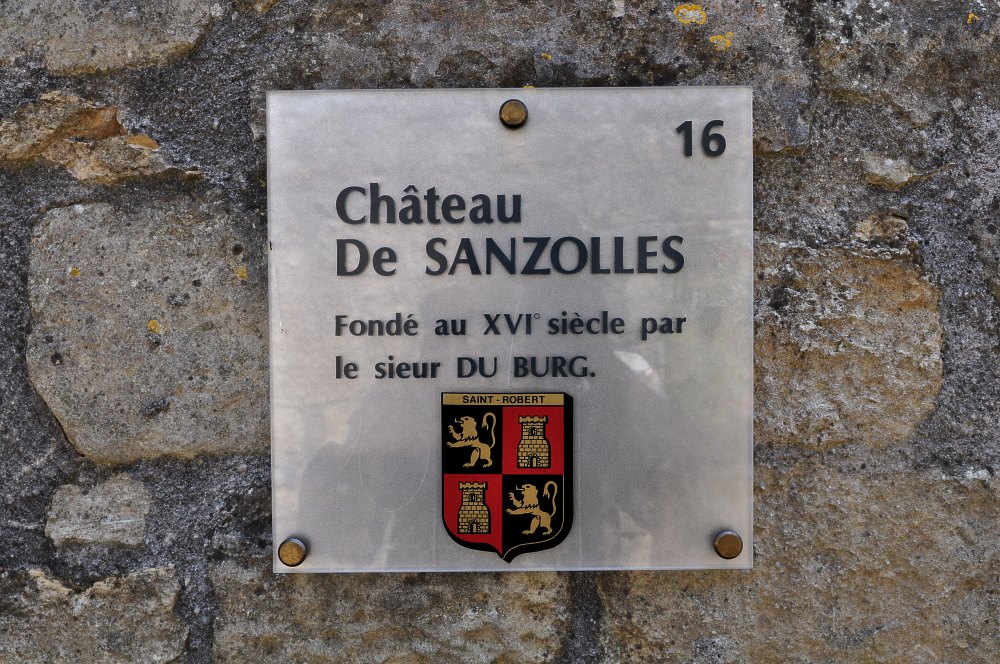 16
Château
De SANZOLLES
Fondé au XVI° siècle par
le sieur DU BURG.
SAINT - ROBERT